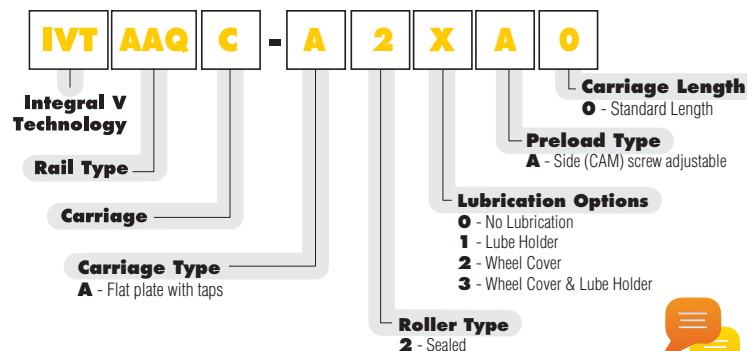 IVT AAQ C - A 2 X A 0
Integral V
Technology
Rail Type
Carriage
Carriage Type
A - Flat plate with taps
Roller Type
2 - Sealed
Lubrication Options
0 - No Lubrication
1 - Lube Holder
2 - Wheel Cover
3 - Wheel Cover & Lube Holder
Preload Type
A - Side (CAM) screw adjustable
Carriage Length
0 - Standard Length